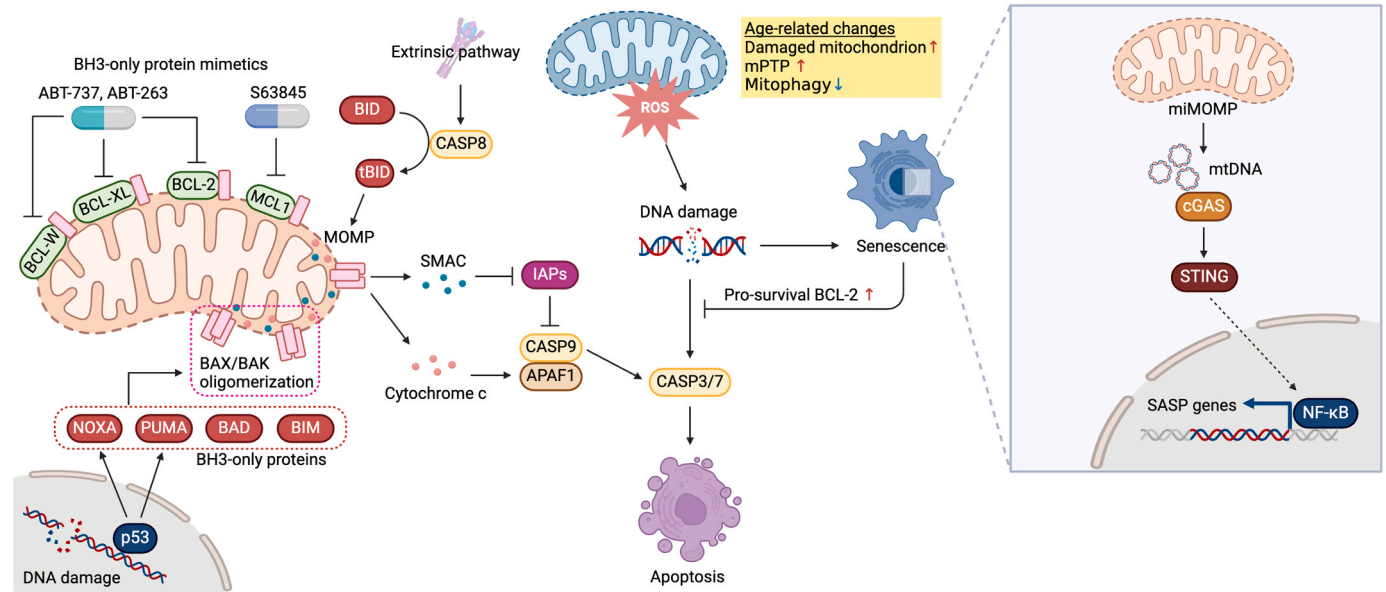 BH3-only protein mimetics
ABT-737, ABT-263
S63845
BCL-W
BCL-XL
BCL-2
MCL1
Extrinsic pathway
BID
CASP8
tBID
MOMP
SMAC
IAPs
CASP9
APAF1
Cytochrome c
BAX/BAK
oligomerization
NOXA
PUMA
BAD
BIM
BH3-only proteins
p53
DNA damage
ROS
Age-related changes
Damaged mitochondrion↑
mPTP ↑
Mitophagy↓
DNA damage
Senescence
Pro-survival BCL-2 ↑
CASP3/7
Apoptosis
miMOMP
mtDNA
cGAS
STING
SASP genes
NF-κB